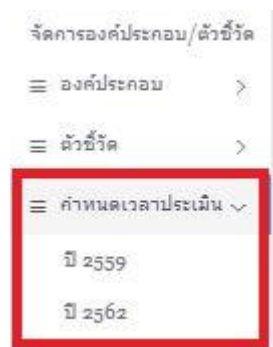 จัดการองค์ประกอบ/ตัวชี้วัด
องค์ประกอบ
ตัวชี้วัด
กำหนดเวลาประเมิน
ปี 2559
ปี 2562